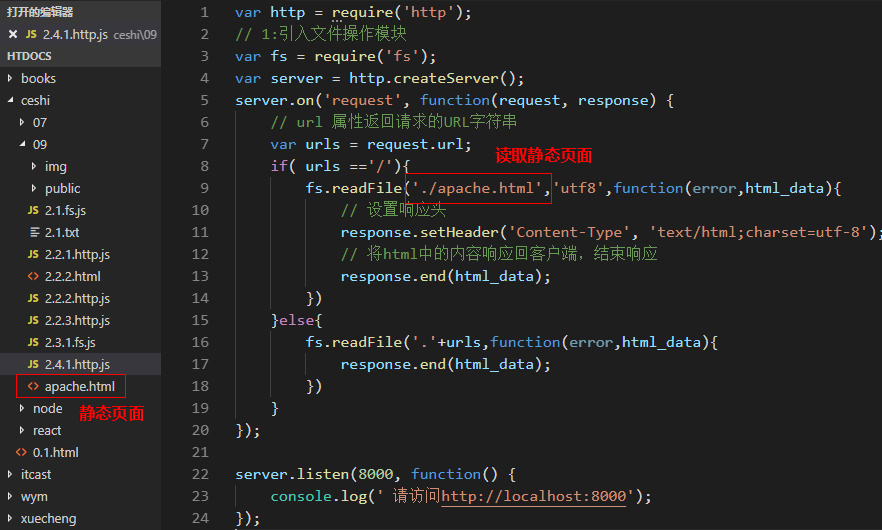 打开的编辑器
JS 2.4.1.http.js ceshi\09
HTDOCS
books
ceshi
07
09
img
public
JS 2.1.fs.js
2.1.txt
JS 2.2.1.http.js
<> 2.2.2.html
JS 2.2.2.http.js
JS 2.2.3.http.js
JS 2.3.1.fs.js
JS 2.4.1.http.js
<> apache.html
node
静态页面
react
<> 0.1.html
itcast
wym
xuecheng
1 var http = require('http');
2 // 1:引入文件操作模块
3 var fs = require('fs');
4 var server = http.createServer();
5 server.on('request', function(request, response) {
6 // url 属性返回请求的URL字符串
7 var urls = request.url;
读取静态页面
8 if( urls =='/'){
9 fs.readFile('./apache.html','utf8',function(error,html_data){
10 // 设置响应头
11 response.setHeader('Content-Type', 'text/html;charset=utf-8');
12 // 将html中的内容响应回客户端，结束响应
13 response.end(html_data);
14 })
15 }else{
16 fs.readFile('.'+urls,function(error,html_data){
17 response.end(html_data);
18 })
19 }
20 });
21
22 server.listen(8000, function() {
23 console.log(' 请访问http://localhost:8000');
24 });